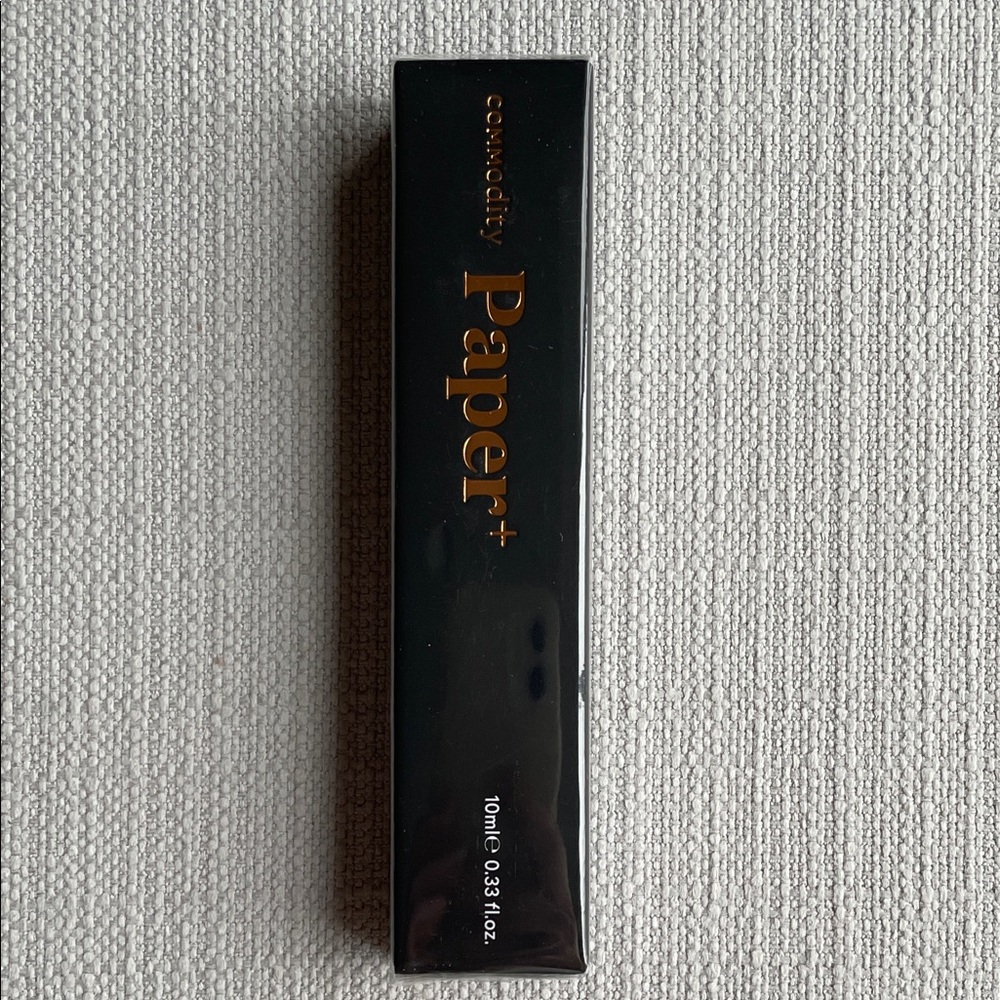 COMModity
Paper+
10ml℮ 0.33 fl.oz.